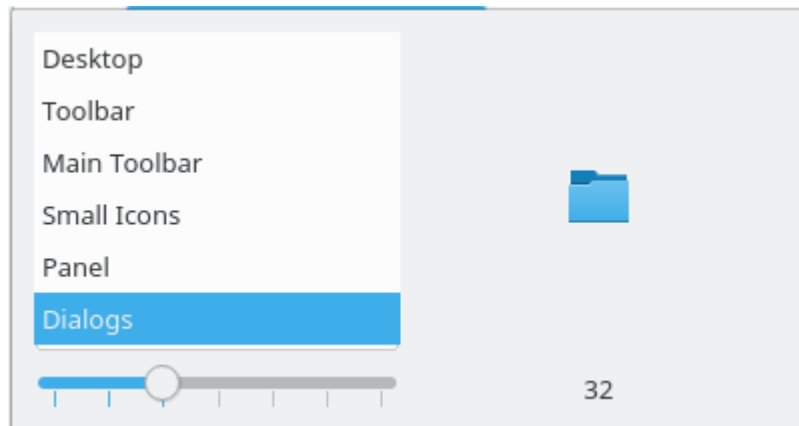 Desktop
Toolbar
Main Toolbar
Small Icons
Panel
Dialogs
32